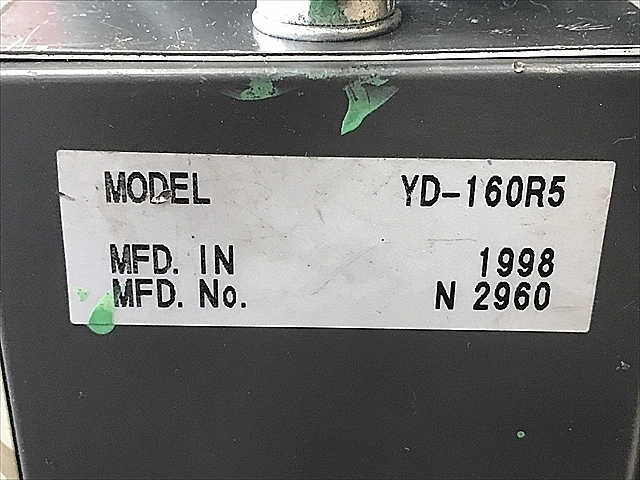 MODEL YD-160R5
MFD. IN 1998
MFD. No. N 2960